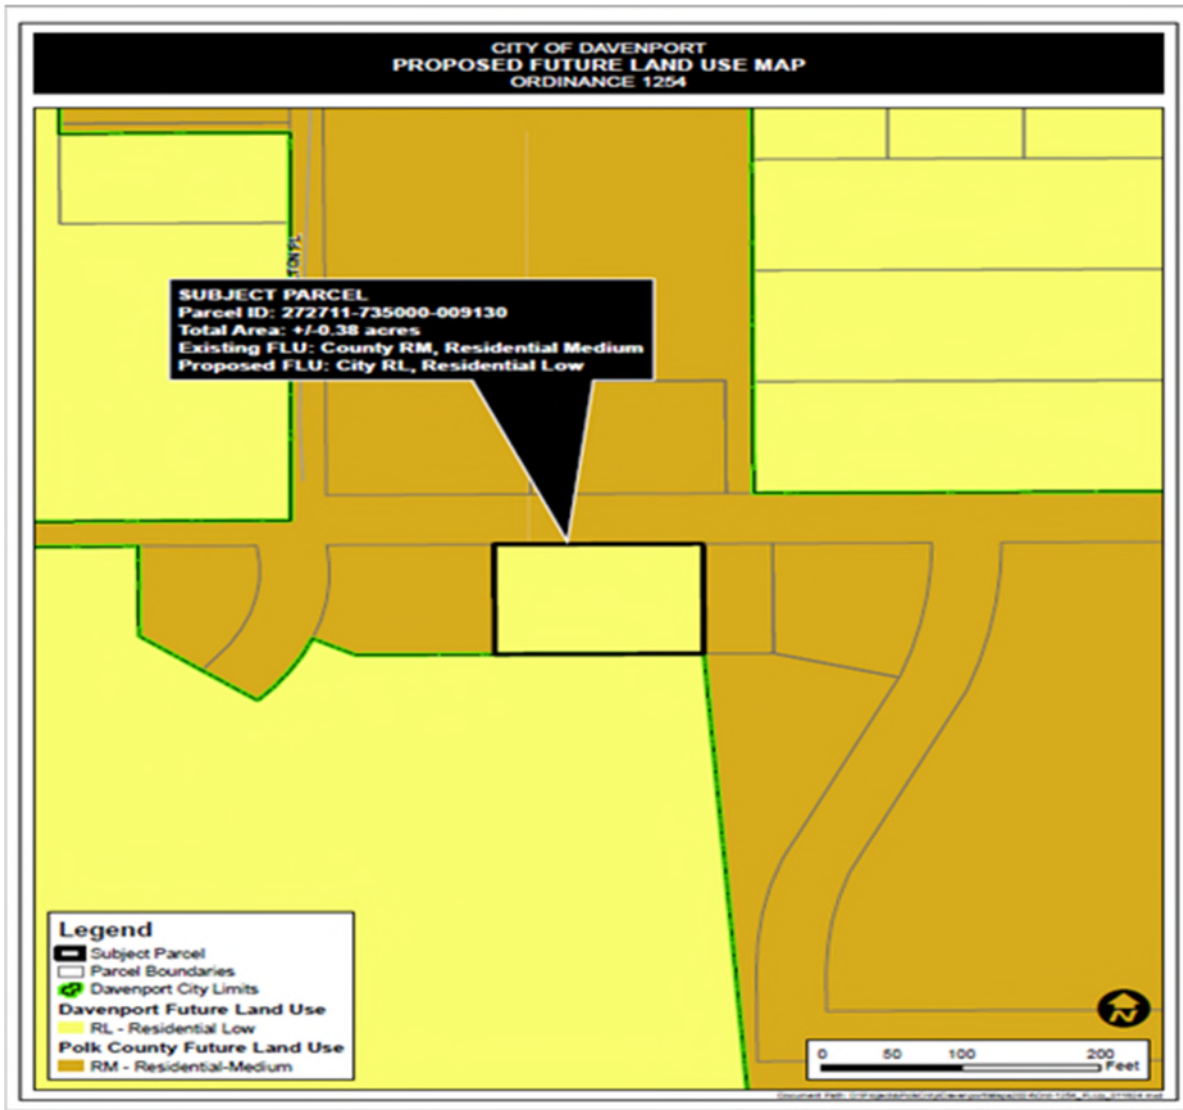 CITY OF DAVENPORT
PROPOSED FUTURE LAND USE MAP
ORDINANCE 1254
SUBJECT PARCEL
Parcel ID: 272711-735000-009130
Total Area: +/-0.38 acres
Existing FLU: County RM, Residential Medium
Proposed FLU: City RL, Residential Low
Legend
Subject Parcel
Parcel Boundaries
Davenport City Limits
Davenport Future Land Use
RL - Residential Low
Polk County Future Land Use
RM - Residential-Medium
N
0 50 100 200
Feet